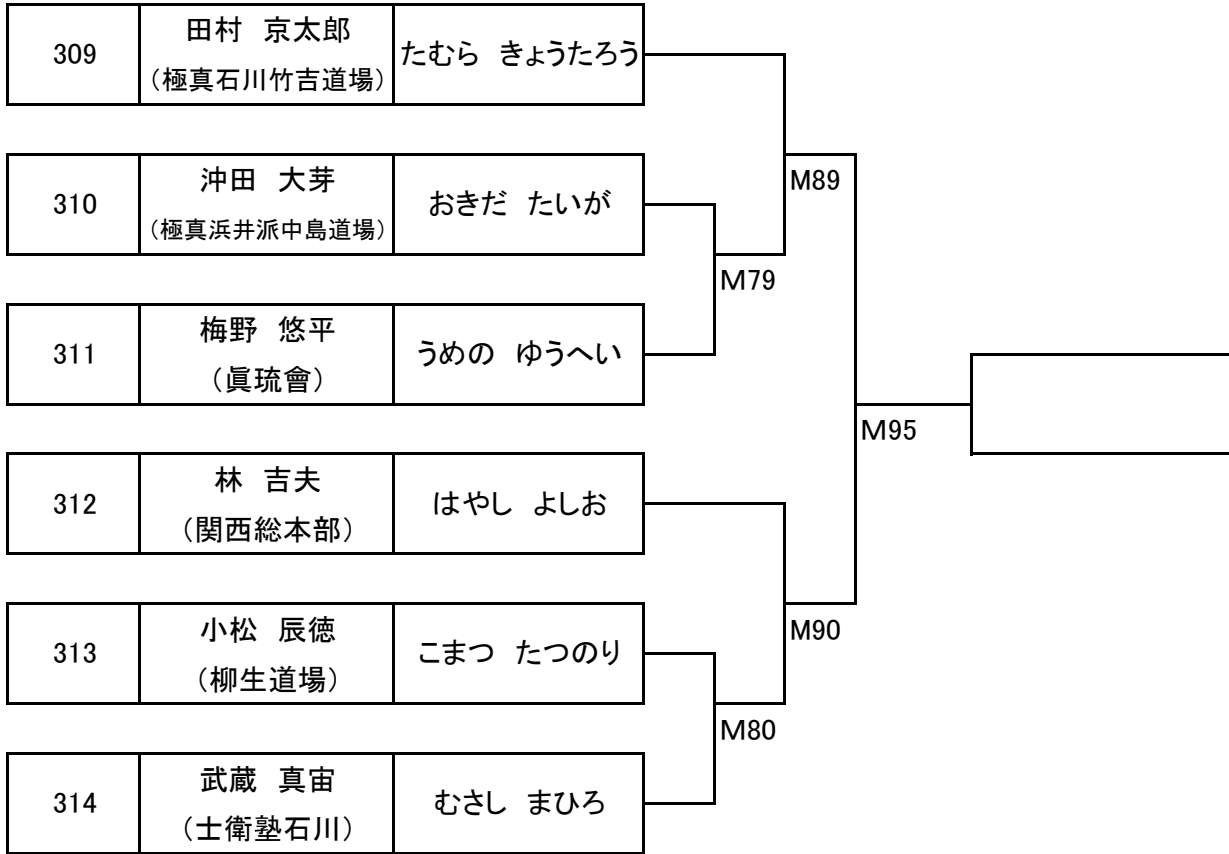 309
田村 京太郎
（極真石川竹吉道場）
たむら きょうたろう
310
沖田 大芽
（極真浜井派中島道場）
おきだ たいが
M89
M79
311
梅野 悠平
（眞琉會）
うめの ゆうへい
M95
312
林 吉夫
（関西総本部）
はやし よしお
313
小松 辰徳
（柳生道場）
こまつ たつのり
M90
M80
314
武蔵 真宙
（士衛塾石川）
むさし まひろ